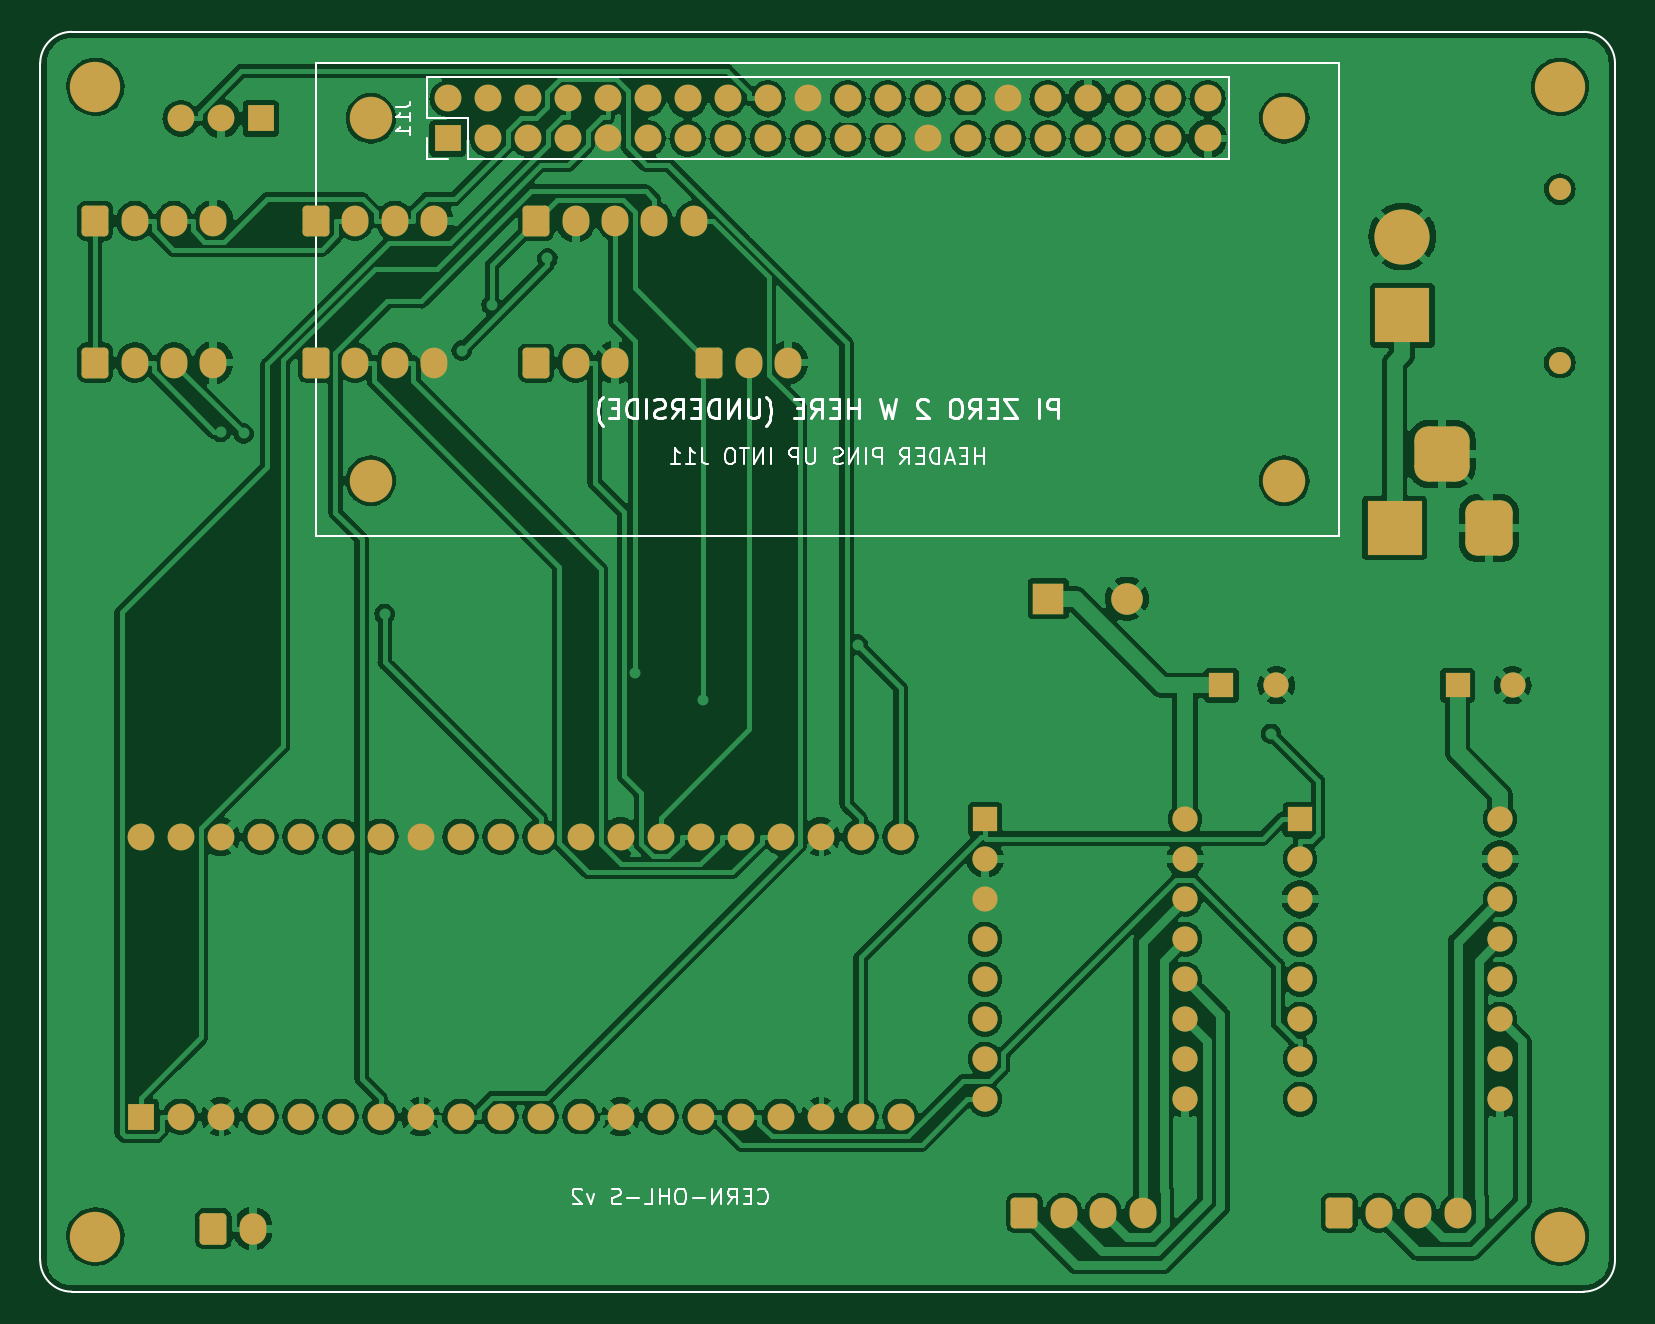 J11
PI ZERO 2 W HERE (UNDERSIDE)
HEADER PINS UP INTO J11
CERN-OHL-S v2